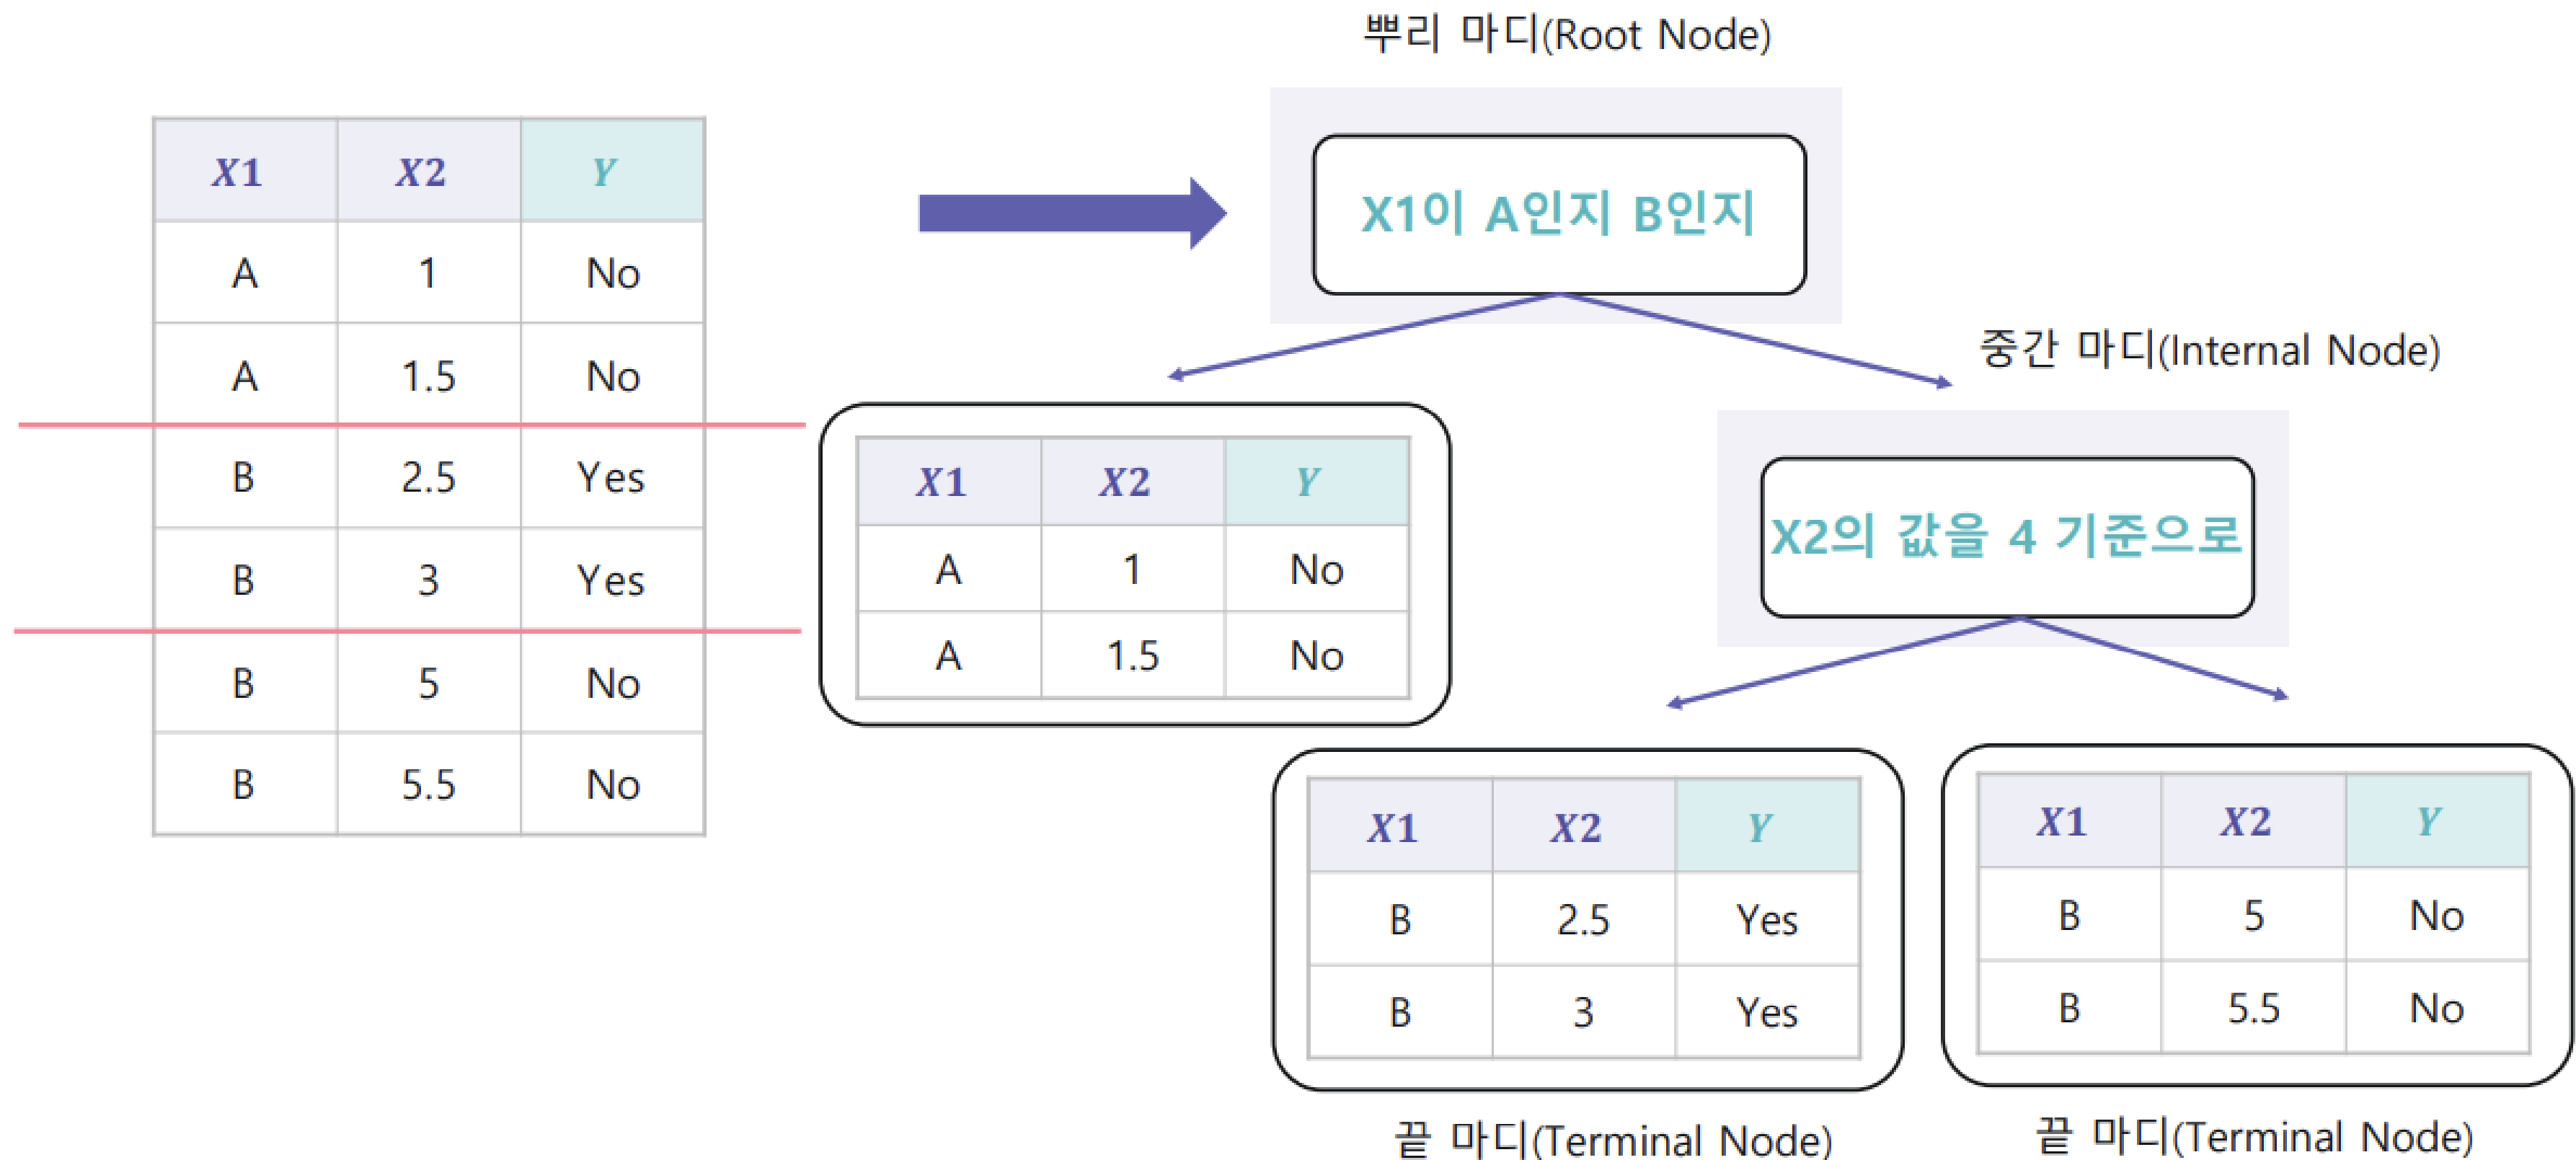 뿌리 마디(Root Node)
X1 X2 Y
A 1 No
A 1.5 No
B 2.5 Yes
B 3 Yes
B 5 No
B 5.5 No
X1이 A인지 B인지
중간 마디(Internal Node)
X1 X2 Y
A 1 No
A 1.5 No
X2의 값을 4 기준으로
X1 X2 Y
B 2.5 Yes
B 3 Yes
끝 마디(Terminal Node)
X1 X2 Y
B 5 No
B 5.5 No
끝 마디(Terminal Node)